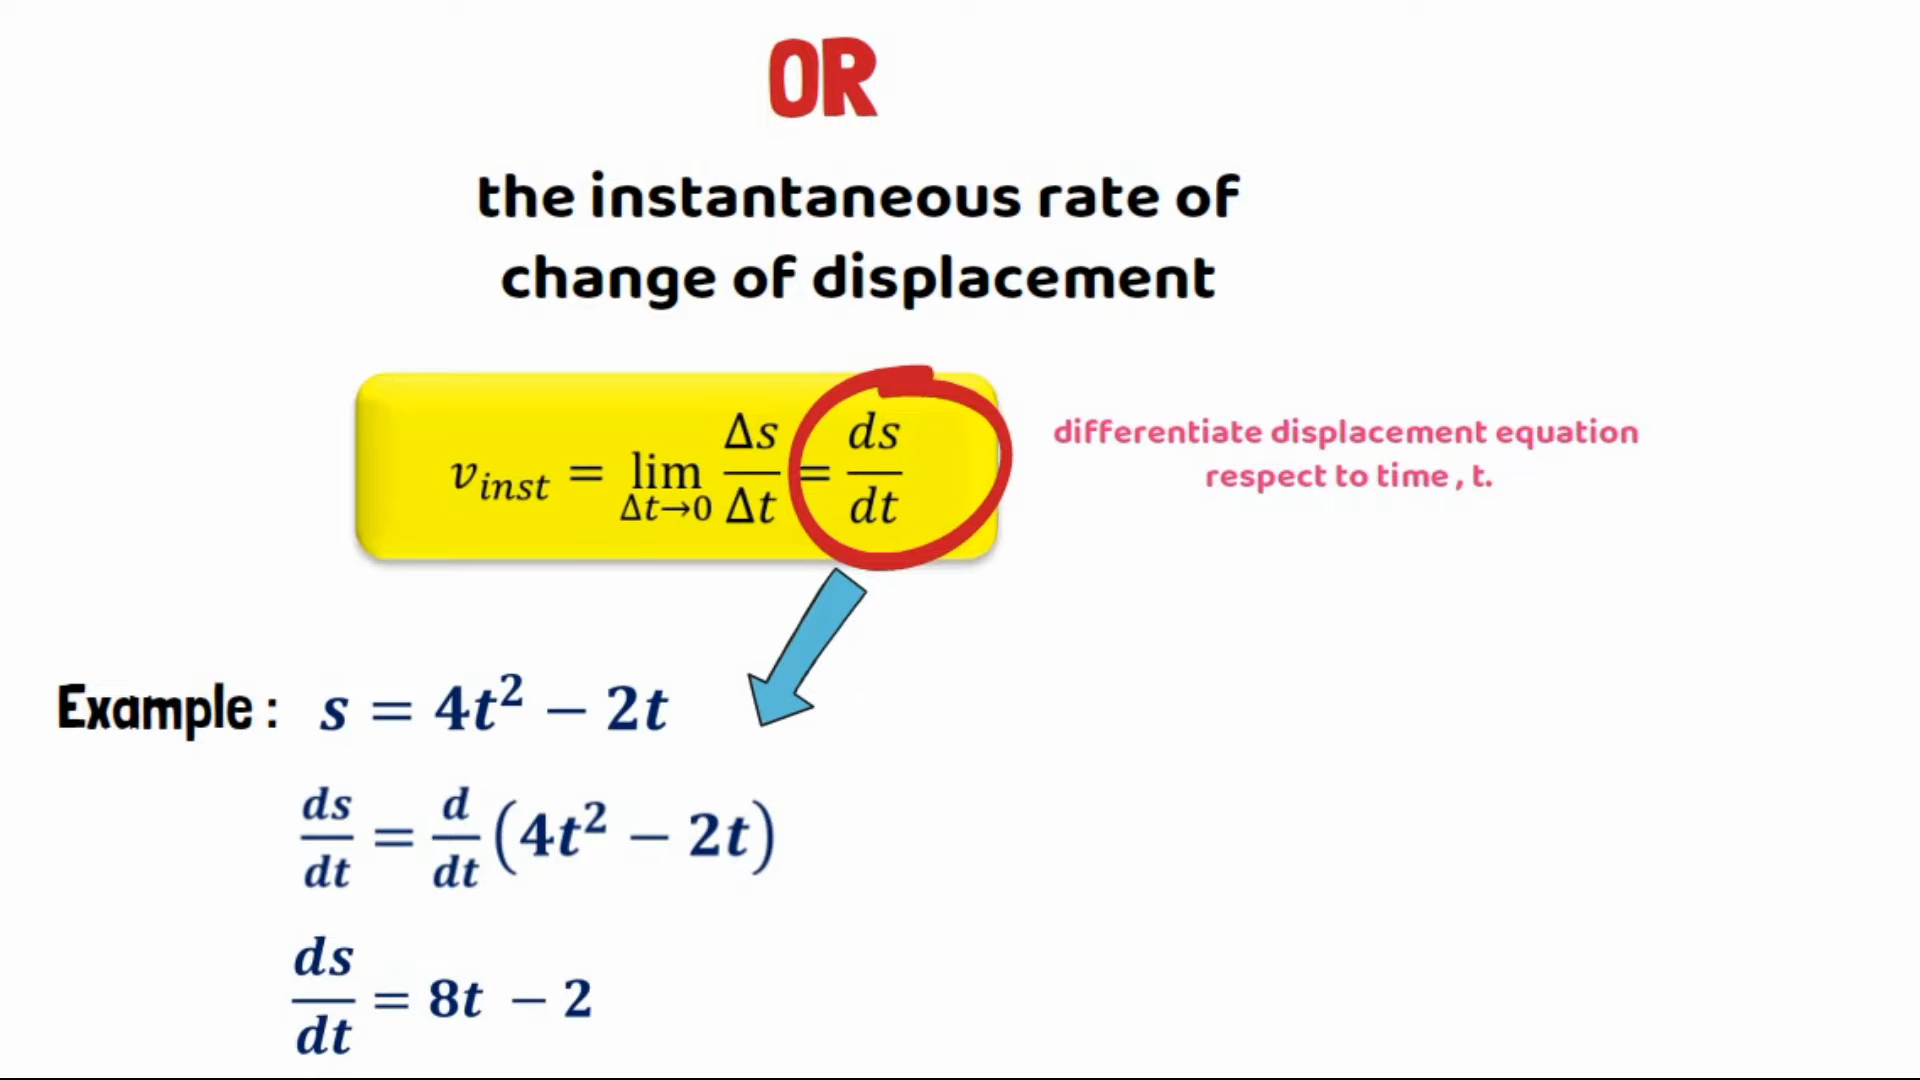 OR
the instantaneous rate of
change of displacement
v_inst = lim_{Δt→0} Δs/Δt = ds/dt
differentiate displacement equation
respect to time , t.
Example : s = 4t² − 2t
ds/dt = d/dt (4t² − 2t)
ds/dt = 8t − 2